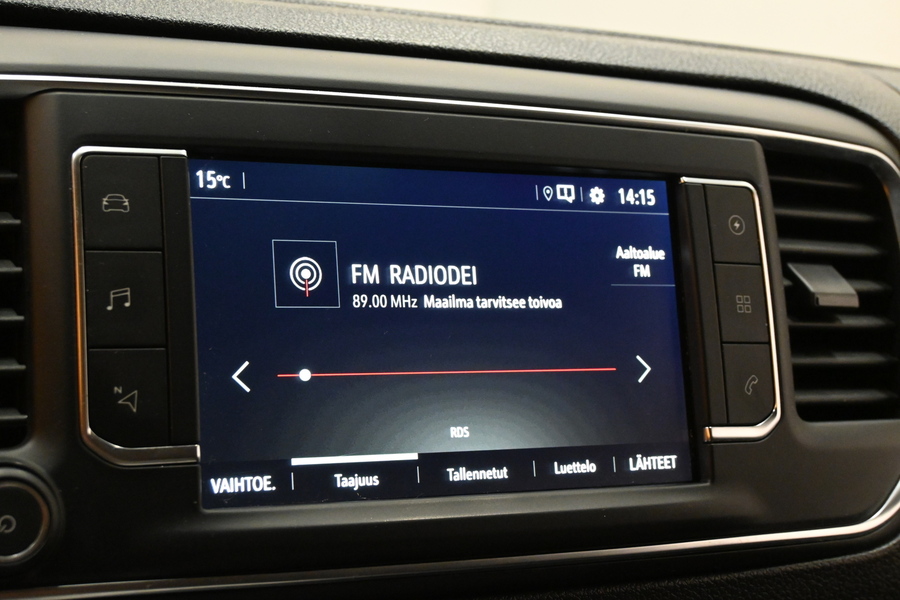 15°C
14:15
FM RADIODEI
89.00 MHz Maailma tarvitsee toivoa
Aaltoalue
FM
RDS
VAIHTOE. Taajuus Tallennetut Luettelo LÄHTEET
N